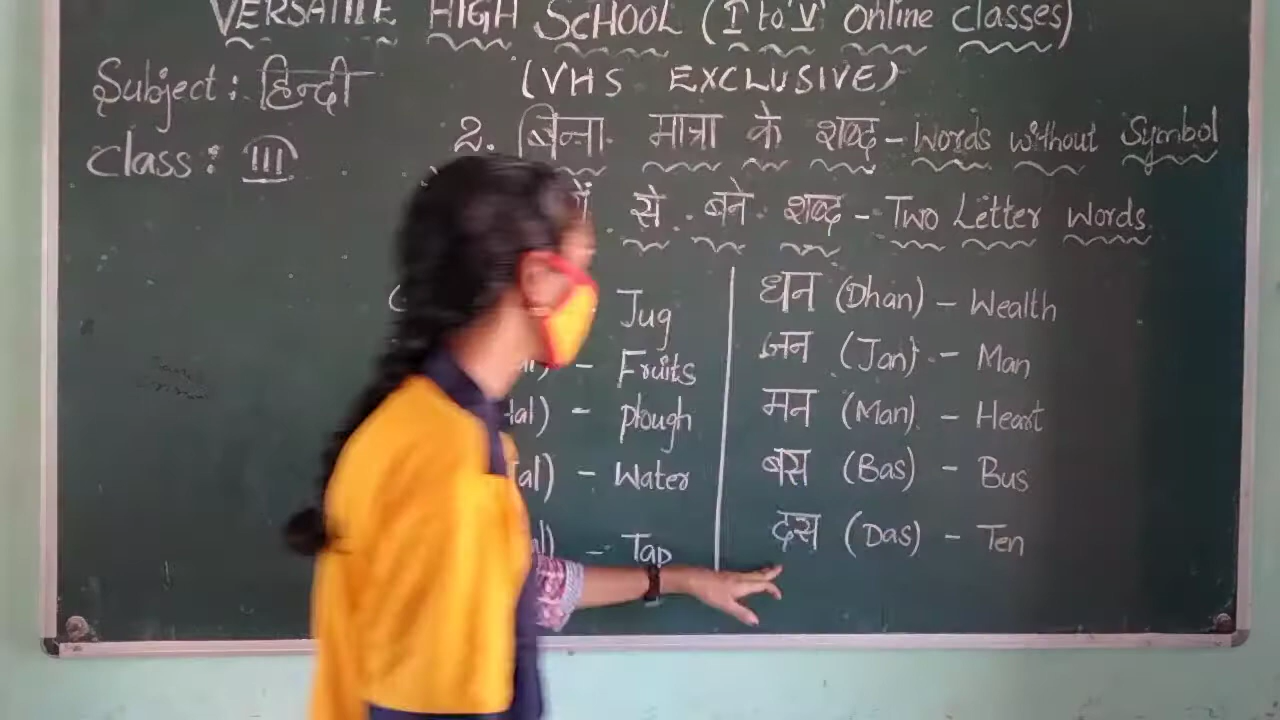 VERSATILE HIGH SCHOOL (I to V Online classes)
Subject : हिन्दी (VHS EXCLUSIVE)
Class : III
2. बिन्ना मात्रा के शब्द - Words without Symbol
से बने शब्द - Two Letter Words.
Jug
Fruits
Hal) - Plough
al) - Water
- Tap
धन (Dhan) - Wealth
जन (Jan) - Man
मन (Man) - Heart
बस (Bas) - Bus
दस (Das) - Ten